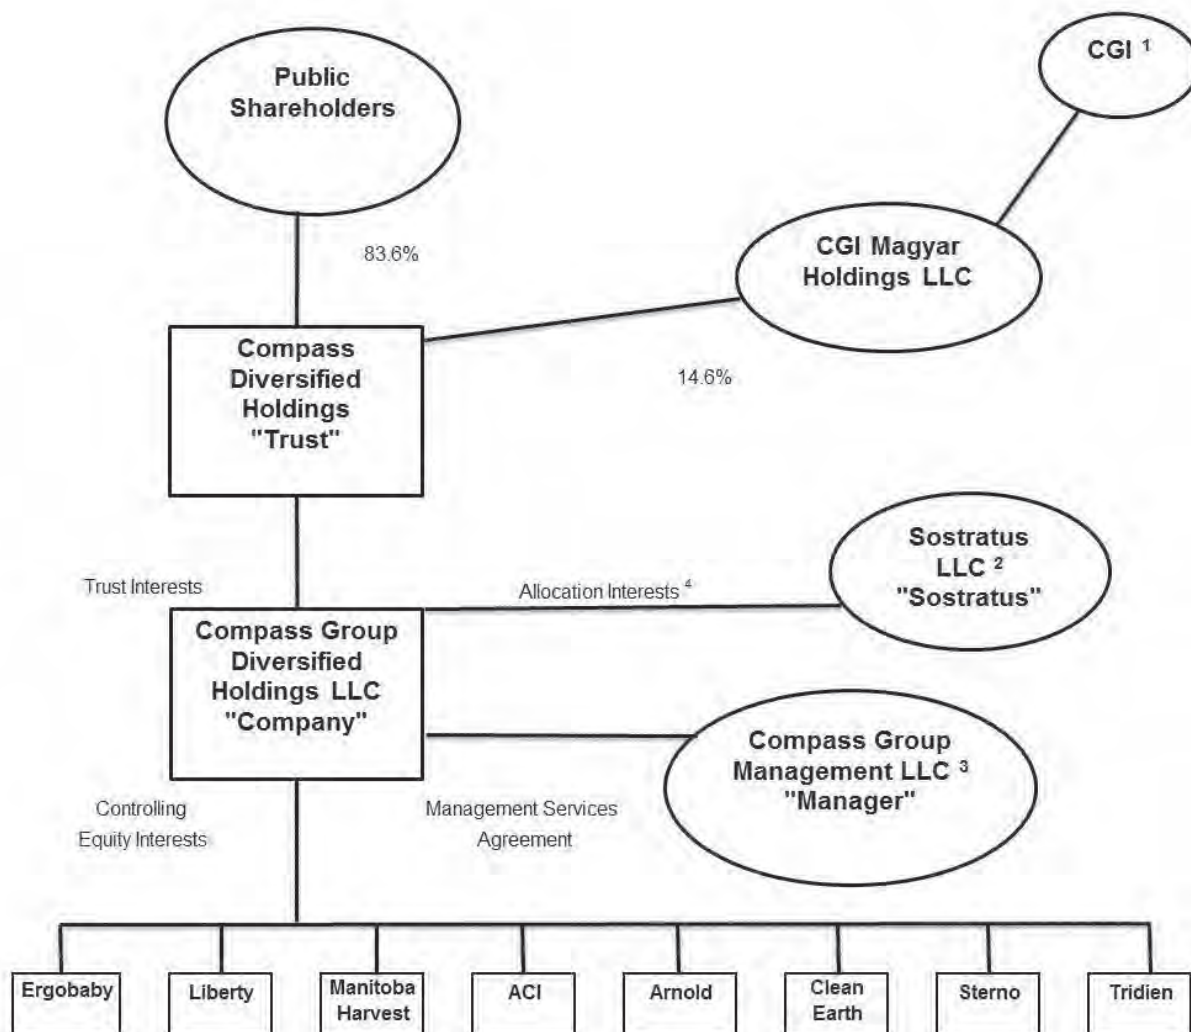 Public
Shareholders
CGI ¹
83.6%
CGI Magyar
Holdings LLC
Compass
Diversified
Holdings
"Trust"
14.6%
Sostratus
LLC ²
"Sostratus"
Trust Interests
Allocation Interests ⁴
Compass Group
Diversified
Holdings LLC
"Company"
Compass Group
Management LLC ³
"Manager"
Controlling
Equity Interests
Management Services
Agreement
Ergobaby
Liberty
Manitoba
Harvest
ACI
Arnold
Clean
Earth
Sterno
Tridien